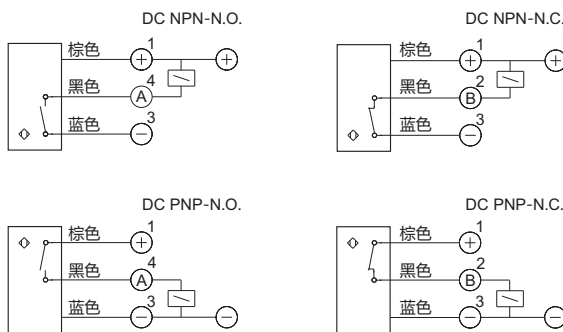 DC NPN-N.O.
棕色 1 + +
黑色 4 A
蓝色 3 −
DC NPN-N.C.
棕色 1 + +
黑色 2 B
蓝色 3 −
DC PNP-N.O.
棕色 1 +
黑色 4 A
蓝色 3 − −
DC PNP-N.C.
棕色 1 +
黑色 2 B
蓝色 3 − −